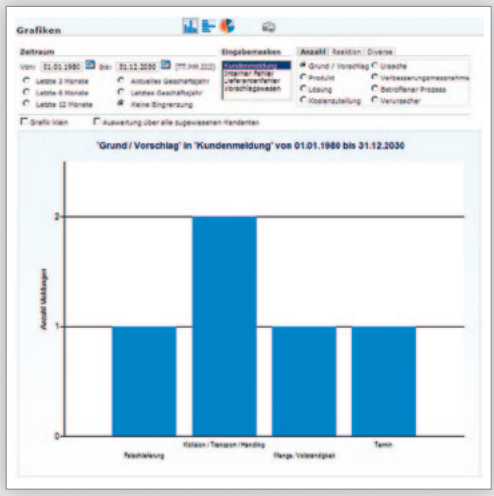 Grafiken
Zeitraum
Von: 01.01.1980 bis: 31.12.2030 [TT.MM.JJJJ]
Letzte 3 Monate Aktuelles Geschäftsjahr
Letzte 6 Monate Letztes Geschäftsjahr
Letzte 12 Monate Keine Eingrenzung
Eingabemasken
Kundenmeldung
Interner Fehler
Lieferantenfehler
Vorschlagswesen
Anzahl Reaktion Diverse
Grund / Vorschlag Ursache
Produkt Verbesserungsmassnahme
Lösung Betroffener Prozess
Kostenzuteilung Verursacher
Grafik klein Auswertung über alle zugewiesenen Mandanten
'Grund / Vorschlag' in 'Kundenmeldung' von 01.01.1980 bis 31.12.2030
Anzahl Meldungen
2
1
0
Kollision / Transport / Handling Termin
Falschlieferung Menge / Vollständigkeit